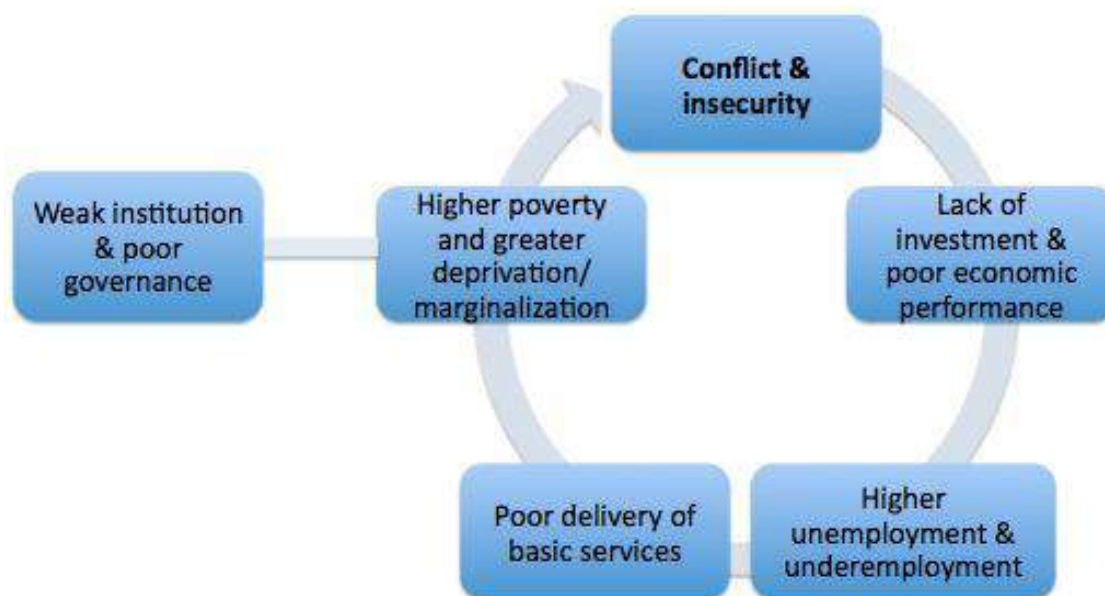 Conflict &
insecurity
Weak institution
& poor
governance
Higher poverty
and greater
deprivation/
marginalization
Lack of
investment &
poor economic
performance
Poor delivery of
basic services
Higher
unemployment &
underemployment